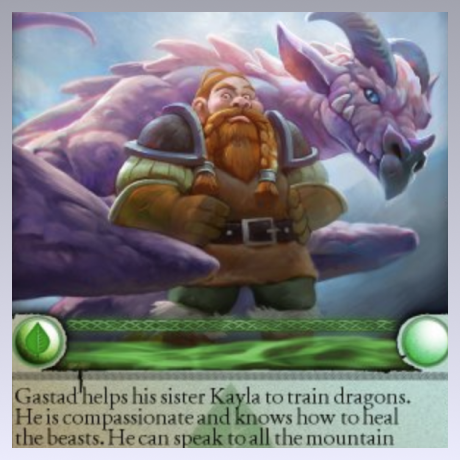 Gastad helps his sister Kayla to train dragons.
He is compassionate and knows how to heal
the beasts. He can speak to all the mountain